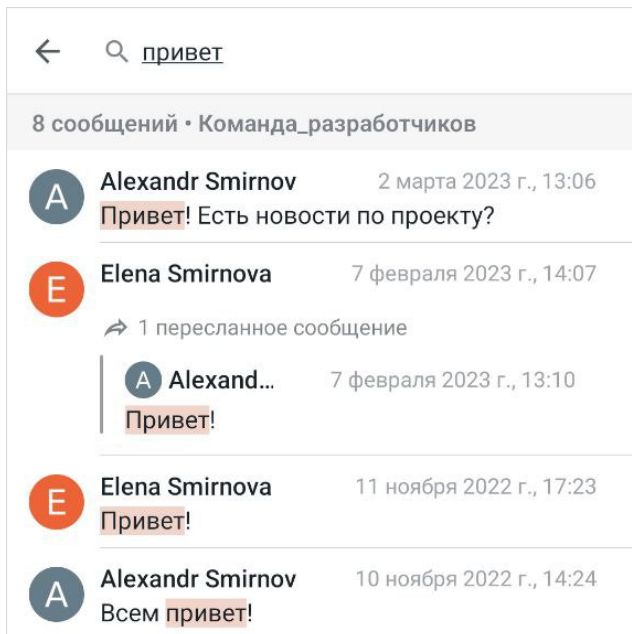 привет
8 сообщений • Команда_разработчиков
A
Alexandr Smirnov 2 марта 2023 г., 13:06
Привет! Есть новости по проекту?
E
Elena Smirnova 7 февраля 2023 г., 14:07
1 пересланное сообщение
A Alexand... 7 февраля 2023 г., 13:10
Привет!
E
Elena Smirnova 11 ноября 2022 г., 17:23
Привет!
A
Alexandr Smirnov 10 ноября 2022 г., 14:24
Всем привет!